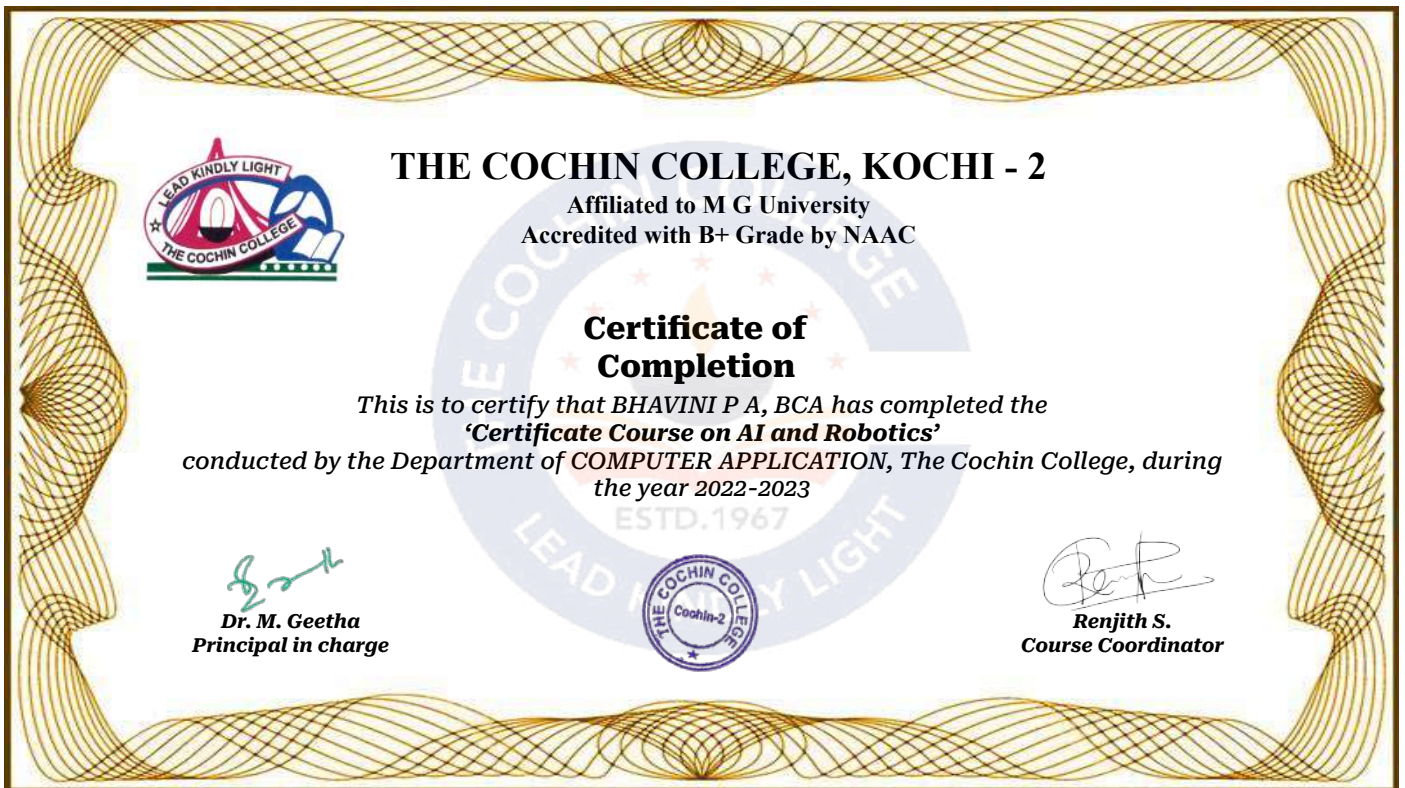 LEAD KINDLY LIGHT
THE COCHIN COLLEGE
THE COCHIN COLLEGE, KOCHI - 2
Affiliated to M G University
Accredited with B+ Grade by NAAC
THE COCHIN COLLEGE
Certificate of
Completion
This is to certify that BHAVINI P A, BCA has completed the
‘Certificate Course on AI and Robotics’
conducted by the Department of COMPUTER APPLICATION, The Cochin College, during
the year 2022-2023
ESTD.1967
LEAD KINDLY LIGHT
THE COCHIN COLLEGE
Cochin-2
Dr. M. Geetha
Principal in charge
Renjith S.
Course Coordinator